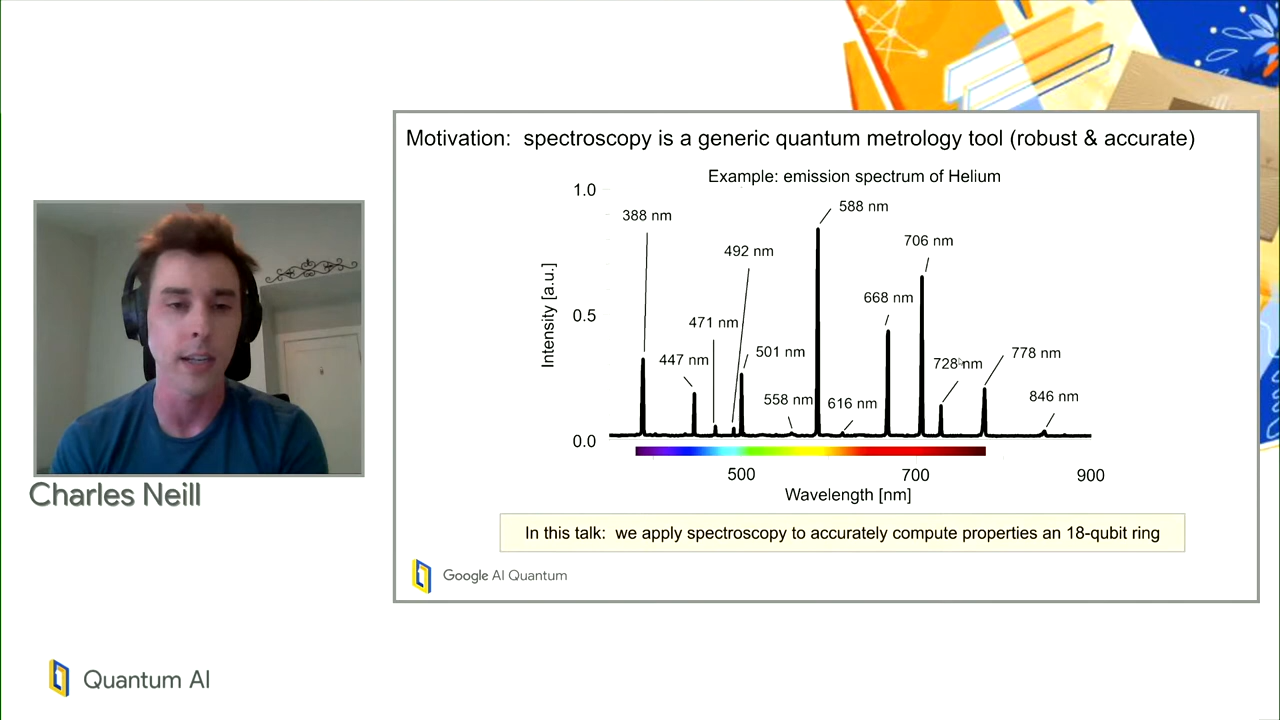 Motivation: spectroscopy is a generic quantum metrology tool (robust & accurate)
Example: emission spectrum of Helium
1.0
0.5
0.0
Intensity [a.u.]
388 nm
447 nm
471 nm
492 nm
501 nm
558 nm
588 nm
616 nm
668 nm
706 nm
728 nm
778 nm
846 nm
500
700
900
Wavelength [nm]
In this talk: we apply spectroscopy to accurately compute properties an 18-qubit ring
Google AI Quantum
Charles Neill
Quantum AI